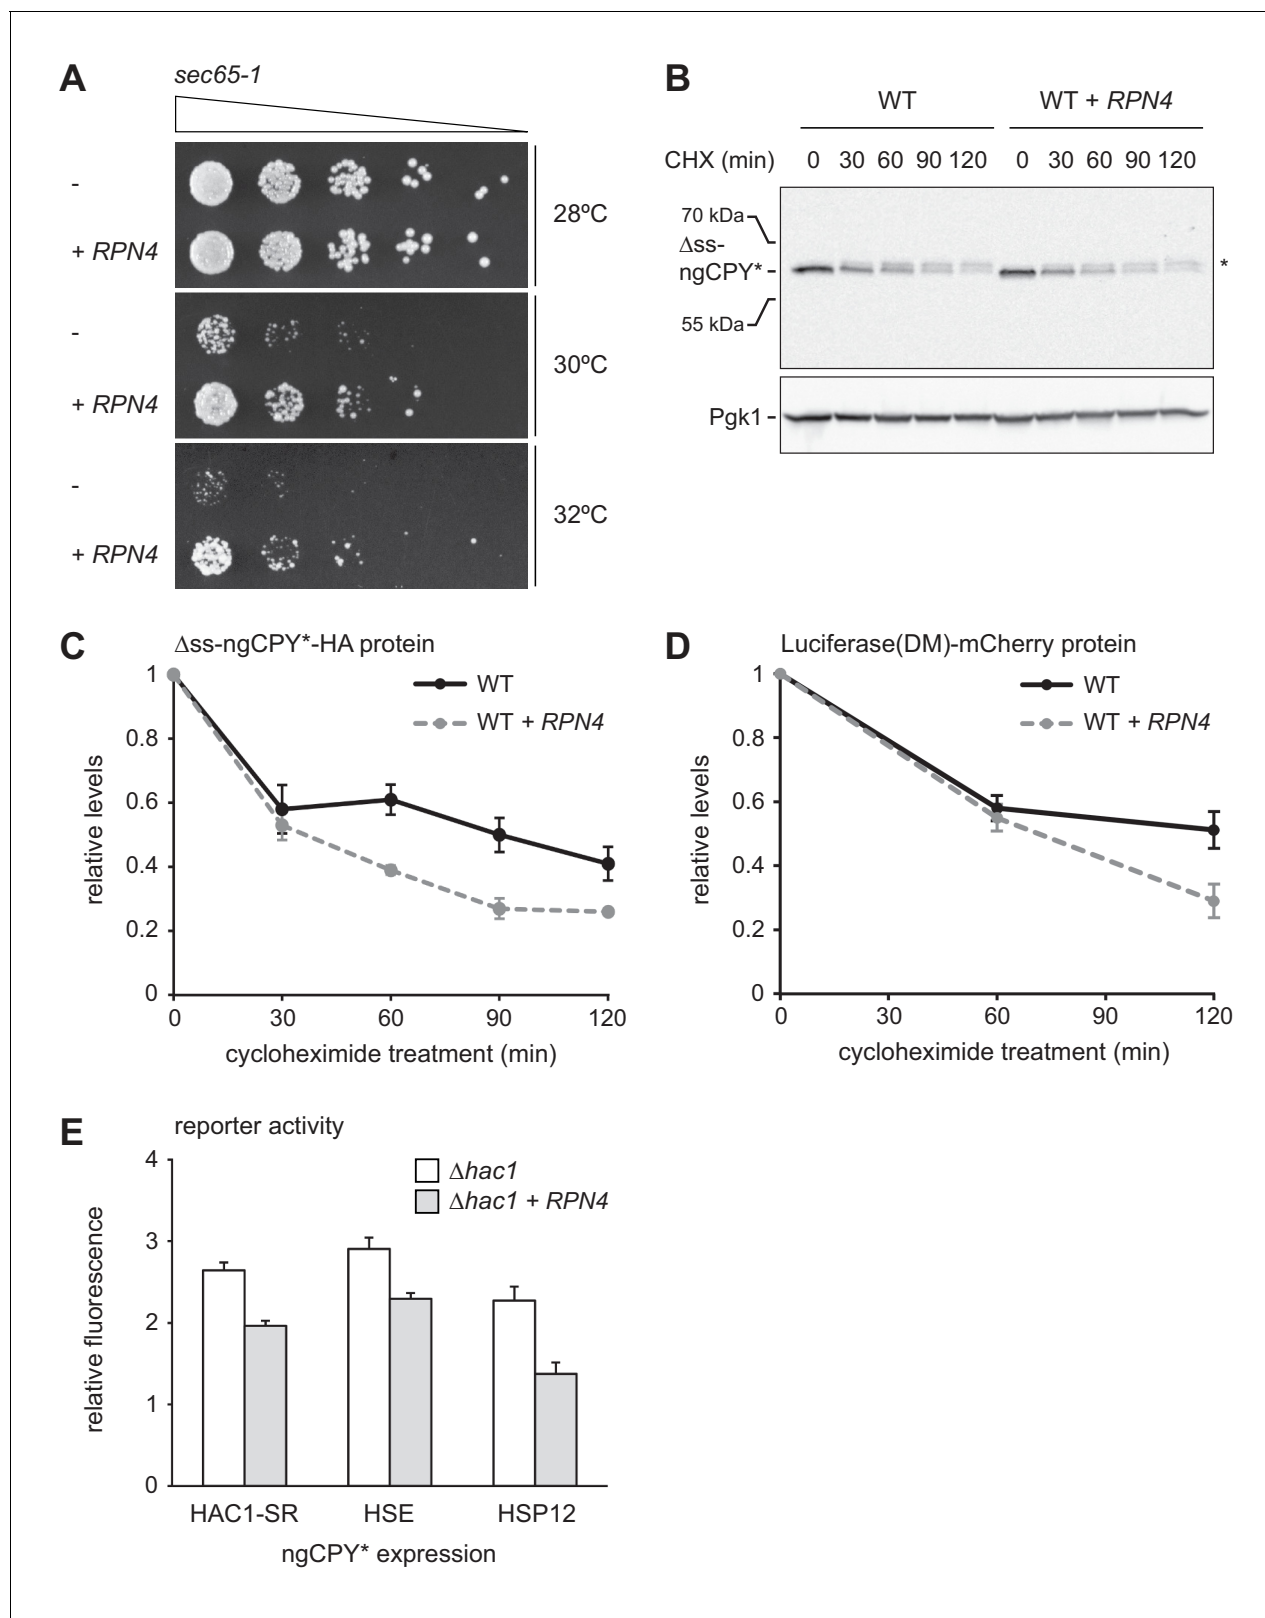 A
sec65-1
-
+ RPN4
28ºC
-
+ RPN4
30ºC
-
+ RPN4
32ºC
B
WT
WT + RPN4
CHX (min) 0 30 60 90 120 0 30 60 90 120
70 kDa
Δss-
ngCPY*
*
55 kDa
Pgk1
C
Δss-ngCPY*-HA protein
WT
WT + RPN4
relative levels
1
0.8
0.6
0.4
0.2
0
0 30 60 90 120
cycloheximide treatment (min)
D
Luciferase(DM)-mCherry protein
WT
WT + RPN4
relative levels
1
0.8
0.6
0.4
0.2
0
0 30 60 90 120
cycloheximide treatment (min)
E
reporter activity
Δhac1
Δhac1 + RPN4
relative fluorescence
4
3
2
1
0
HAC1-SR HSE HSP12
ngCPY* expression